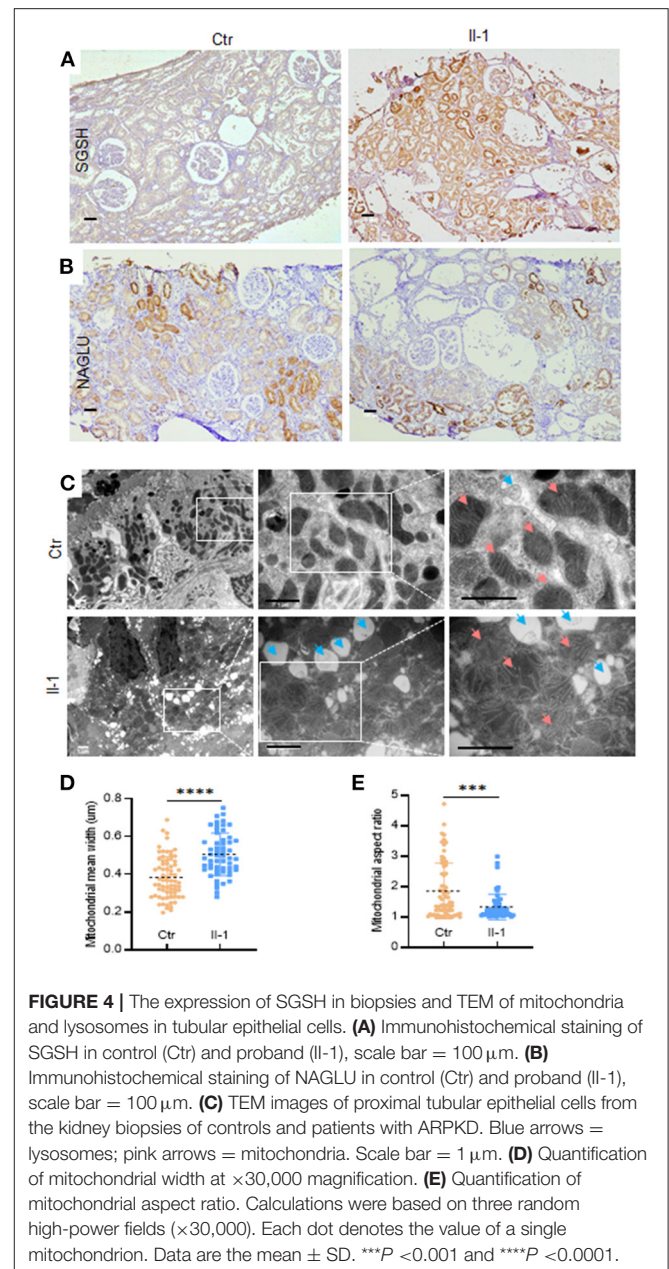 Ctr
II-1
A
SGSH
B
NAGLU
C
Ctr
II-1
D
****
0.8
0.6
0.4
0.2
0.0
Mitochondrial mean width (um)
Ctr
II-1
E
***
5
4
3
2
1
0
Mitochondrial aspect ratio
Ctr
II-1
FIGURE 4 | The expression of SGSH in biopsies and TEM of mitochondria
and lysosomes in tubular epithelial cells. (A) Immunohistochemical staining of
SGSH in control (Ctr) and proband (II-1), scale bar = 100 μm. (B)
Immunohistochemical staining of NAGLU in control (Ctr) and proband (II-1),
scale bar = 100 μm. (C) TEM images of proximal tubular epithelial cells from
the kidney biopsies of controls and patients with ARPKD. Blue arrows =
lysosomes; pink arrows = mitochondria. Scale bar = 1 μm. (D) Quantification
of mitochondrial width at ×30,000 magnification. (E) Quantification of
mitochondrial aspect ratio. Calculations were based on three random
high-power fields (×30,000). Each dot denotes the value of a single
mitochondrion. Data are the mean ± SD. ***P <0.001 and ****P <0.0001.